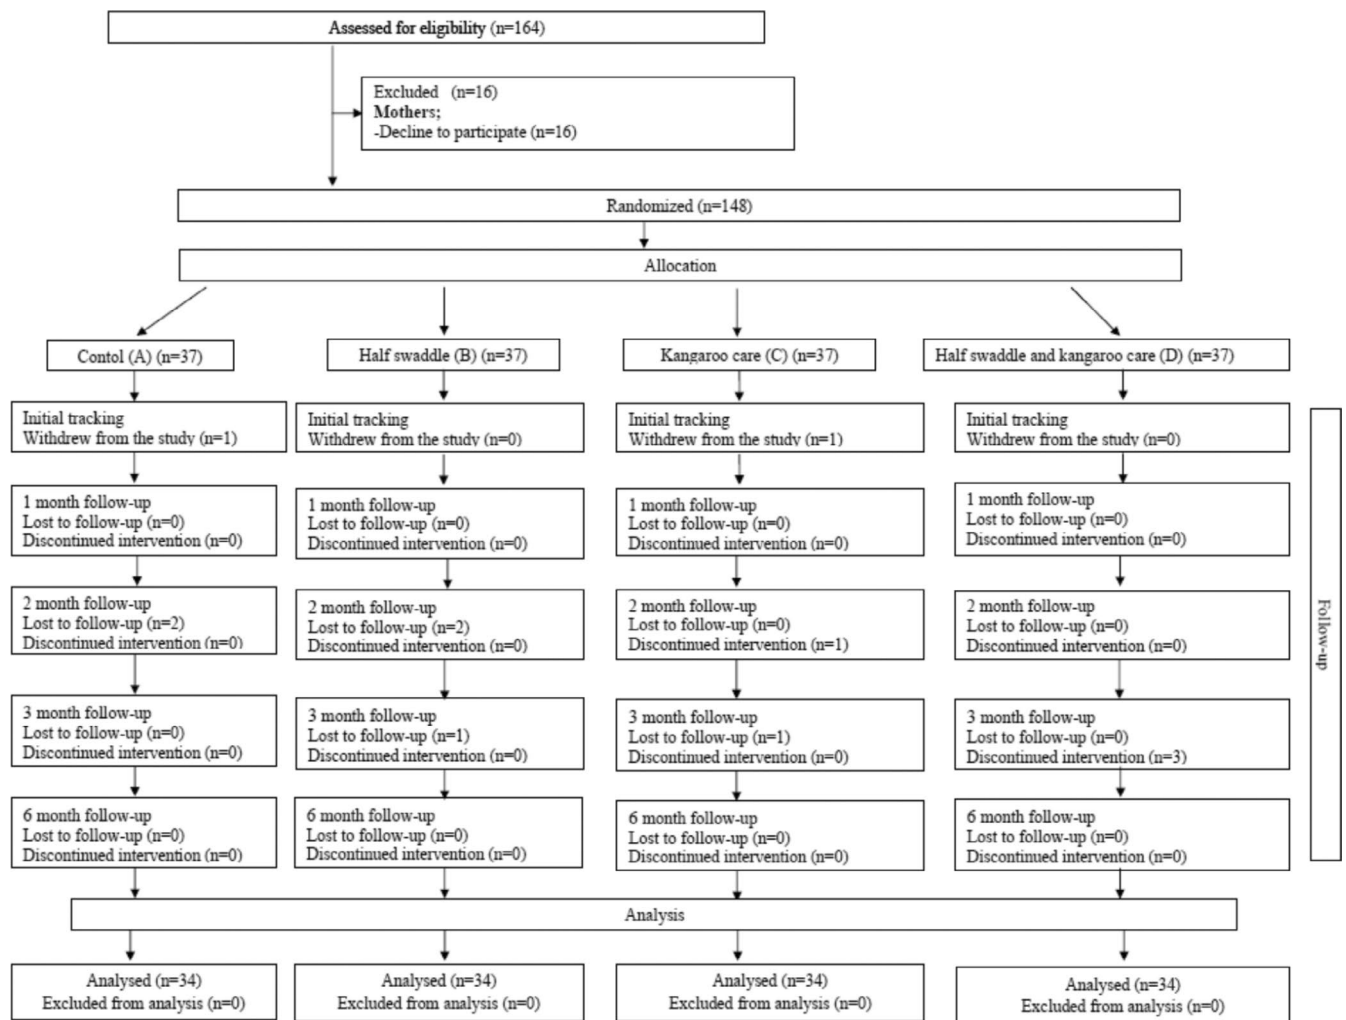 Assessed for eligibility (n=164)
Excluded (n=16)
Mothers;
-Decline to participate (n=16)
Randomized (n=148)
Allocation
Contol (A) (n=37)
Half swaddle (B) (n=37)
Kangaroo care (C) (n=37)
Half swaddle and kangaroo care (D) (n=37)
Initial tracking
Withdrew from the study (n=1)
Initial tracking
Withdrew from the study (n=0)
Initial tracking
Withdrew from the study (n=1)
Initial tracking
Withdrew from the study (n=0)
1 month follow-up
Lost to follow-up (n=0)
Discontinued intervention (n=0)
1 month follow-up
Lost to follow-up (n=0)
Discontinued intervention (n=0)
1 month follow-up
Lost to follow-up (n=0)
Discontinued intervention (n=0)
1 month follow-up
Lost to follow-up (n=0)
Discontinued intervention (n=0)
2 month follow-up
Lost to follow-up (n=2)
Discontinued intervention (n=0)
2 month follow-up
Lost to follow-up (n=2)
Discontinued intervention (n=0)
2 month follow-up
Lost to follow-up (n=0)
Discontinued intervention (n=1)
2 month follow-up
Lost to follow-up (n=0)
Discontinued intervention (n=0)
3 month follow-up
Lost to follow-up (n=0)
Discontinued intervention (n=0)
3 month follow-up
Lost to follow-up (n=1)
Discontinued intervention (n=0)
3 month follow-up
Lost to follow-up (n=1)
Discontinued intervention (n=0)
3 month follow-up
Lost to follow-up (n=0)
Discontinued intervention (n=3)
6 month follow-up
Lost to follow-up (n=0)
Discontinued intervention (n=0)
6 month follow-up
Lost to follow-up (n=0)
Discontinued intervention (n=0)
6 month follow-up
Lost to follow-up (n=0)
Discontinued intervention (n=0)
6 month follow-up
Lost to follow-up (n=0)
Discontinued intervention (n=0)
Follow-up
Analysis
Analysed (n=34)
Excluded from analysis (n=0)
Analysed (n=34)
Excluded from analysis (n=0)
Analysed (n=34)
Excluded from analysis (n=0)
Analysed (n=34)
Excluded from analysis (n=0)